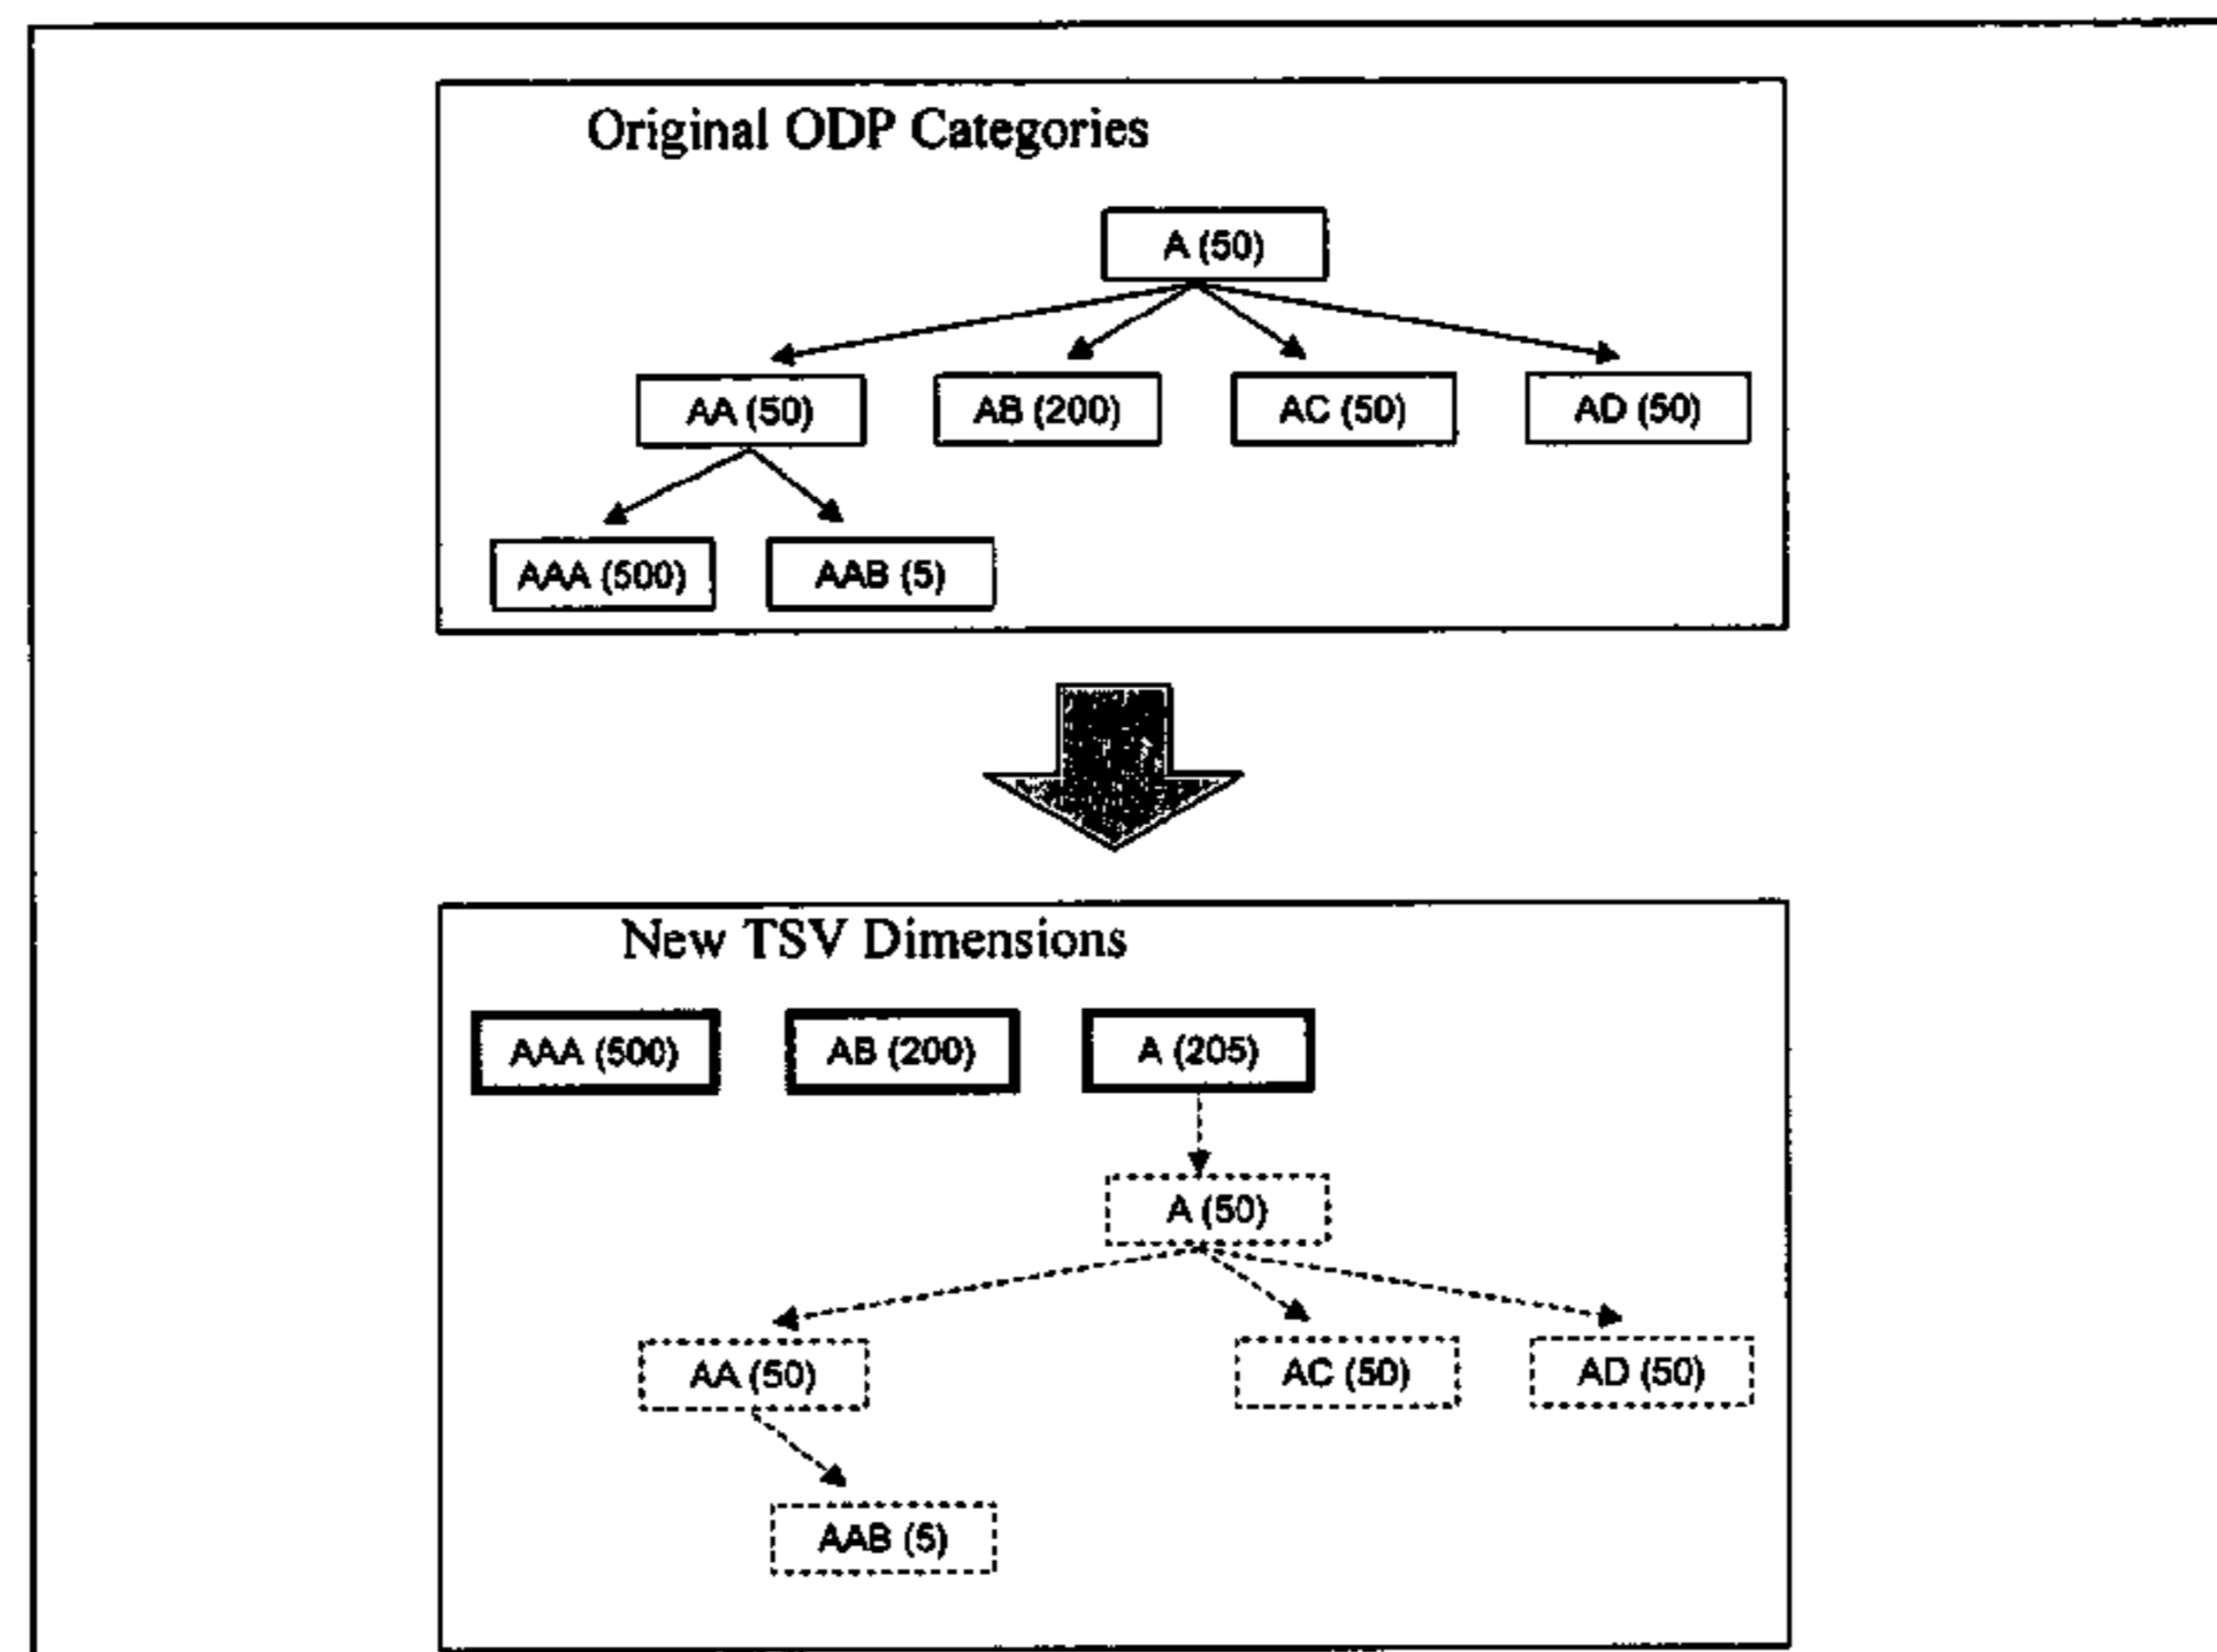 Original ODP Categories
A (50)
AA (50) AB (200) AC (50) AD (50)
AAA (500) AAB (5)
New TSV Dimensions
AAA (500) AB (200) A (205)
A (50)
AA (50) AC (50) AD (50)
AAB (5)